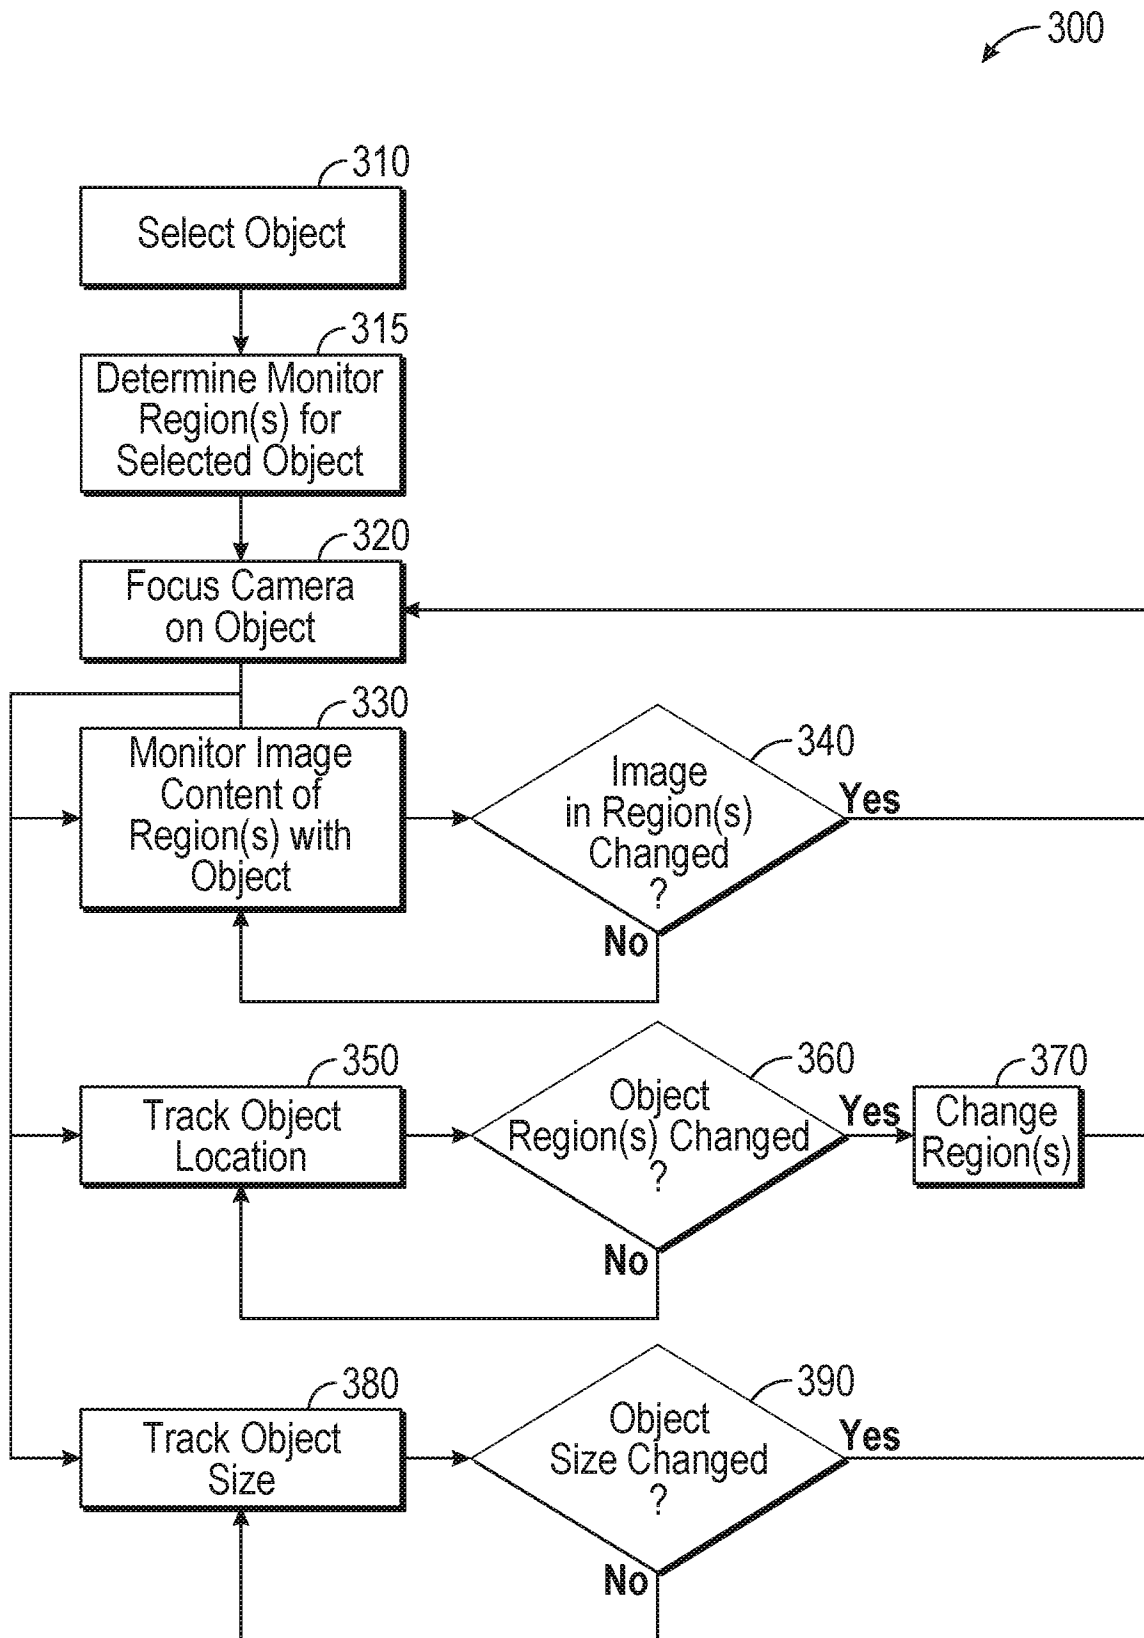 300
310
Select Object
315
Determine Monitor
Region(s) for
Selected Object
320
Focus Camera
on Object
330
Monitor Image
Content of
Region(s) with
Object
340
Image
in Region(s)
Changed
?
Yes
No
350
Track Object
Location
360
Object
Region(s) Changed
?
Yes
No
370
Change
Region(s)
380
Track Object
Size
390
Object
Size Changed
?
Yes
No